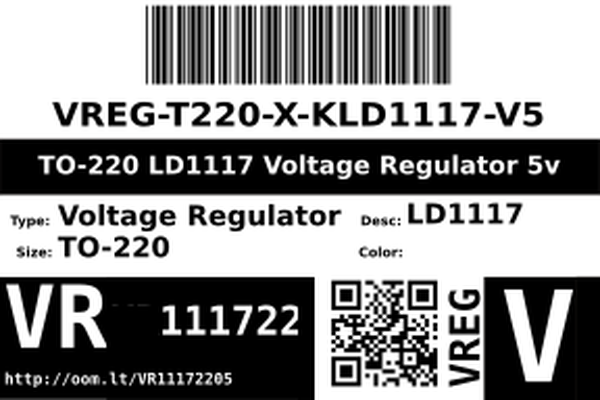 VREG-T220-X-KLD1117-V5
TO-220 LD1117 Voltage Regulator 5v
Type: Voltage Regulator Desc: LD1117
Size: TO-220 Color:
VR 111722
VREG
V
http://oom.lt/VR11172205